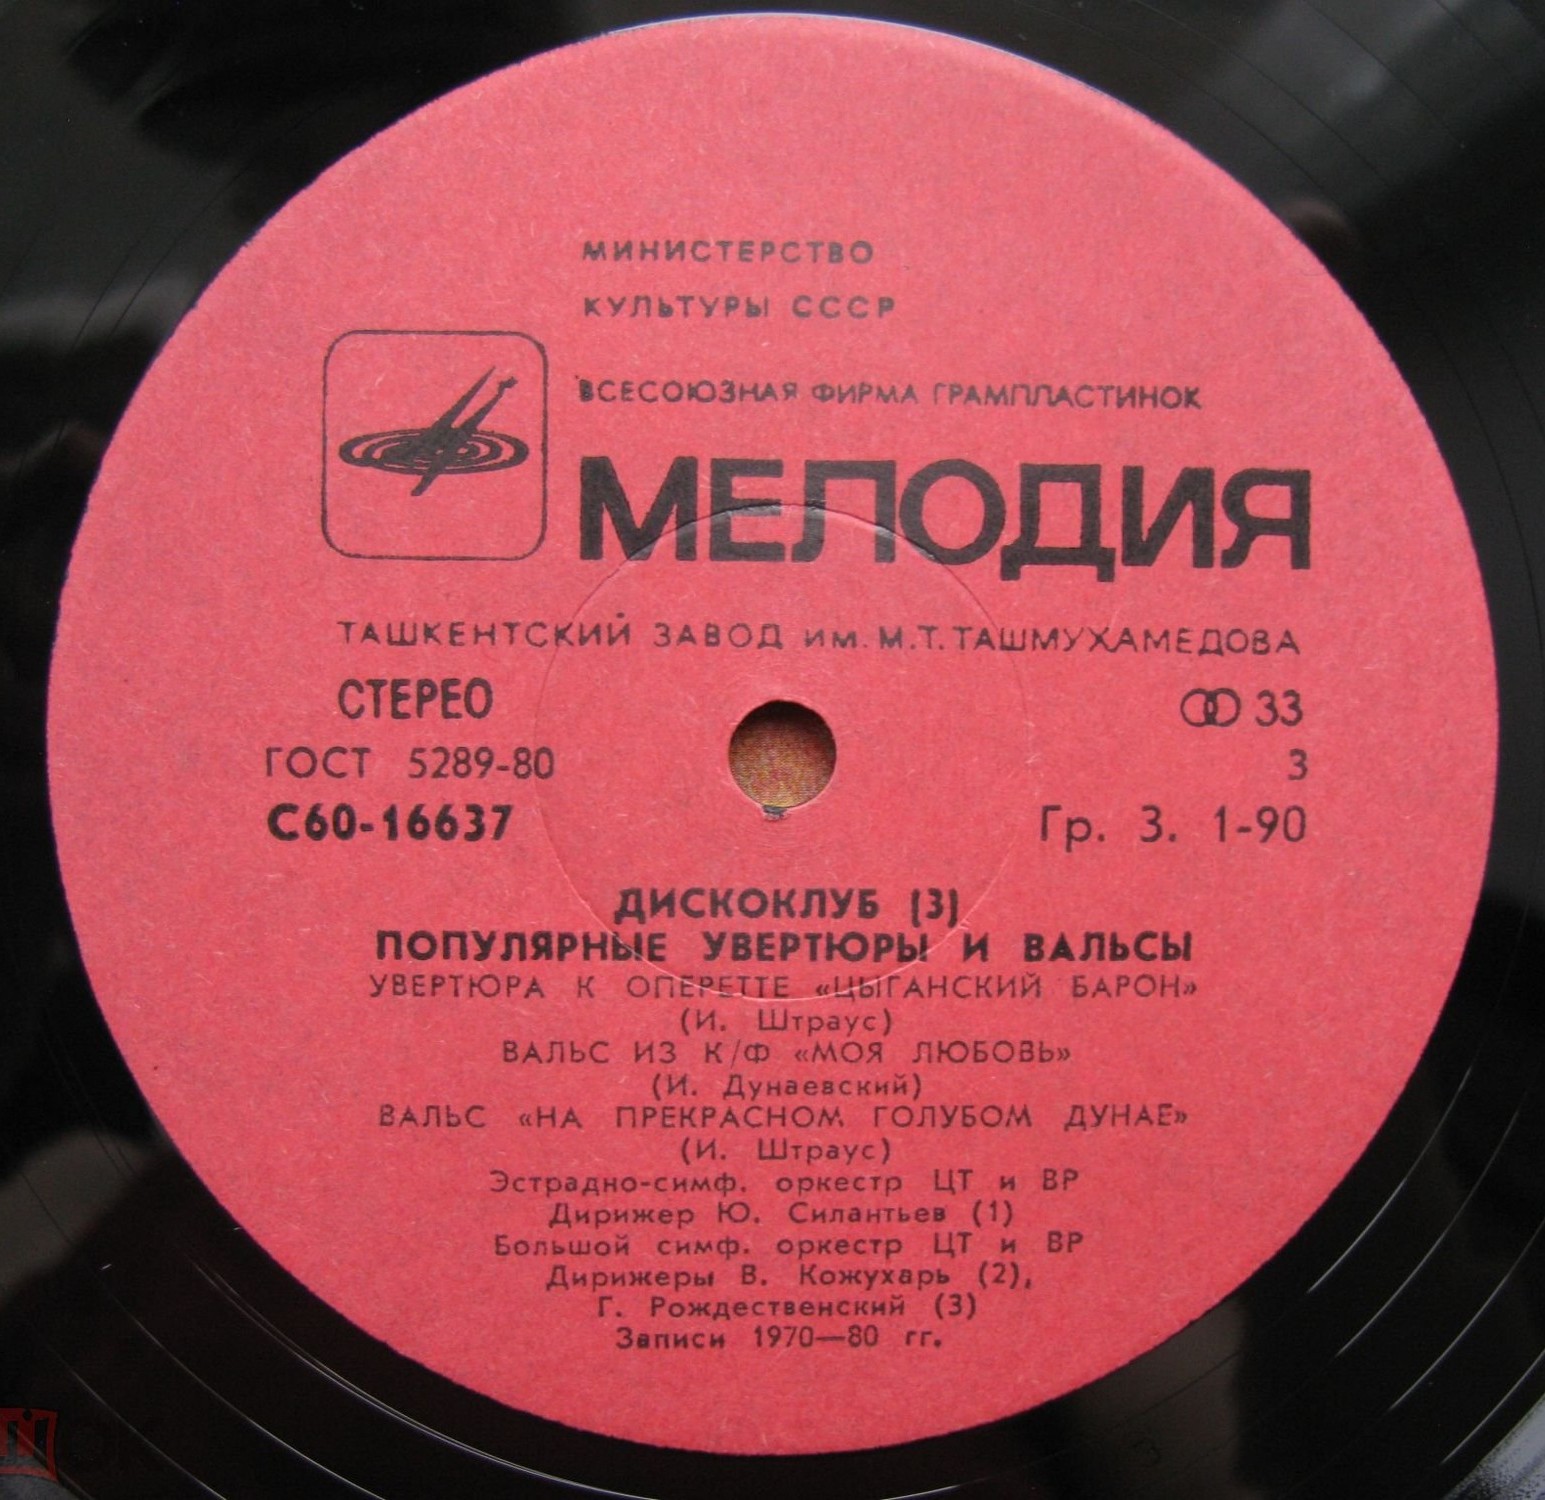 МИНИСТЕРСТВО
КУЛЬТУРЫ СССР
ВСЕСОЮЗНАЯ ФИРМА ГРАМПЛАСТИНОК
МЕЛОДИЯ
ТАШКЕНТСКИЙ ЗАВОД ИМ. М.Т. ТАШМУХАМЕДОВА
СТЕРЕО 33
ГОСТ 5289-80 3
С60-16637 Гр. 3. 1-90
ДИСКОКЛУБ (3)
ПОПУЛЯРНЫЕ УВЕРТЮРЫ И ВАЛЬСЫ
УВЕРТЮРА К ОПЕРЕТТЕ «ЦЫГАНСКИЙ БАРОН»
(И. Штраус)
ВАЛЬС ИЗ К/Ф «МОЯ ЛЮБОВЬ»
(И. Дунаевский)
ВАЛЬС «НА ПРЕКРАСНОМ ГОЛУБОМ ДУНАЕ»
(И. Штраус)
Эстрадно-симф. оркестр ЦТ и ВР
Дирижер Ю. Силантьев (1)
Большой симф. оркестр ЦТ и ВР
Дирижеры В. Кожухарь (2),
Г. Рождественский (3)
Записи 1970—80 гг.